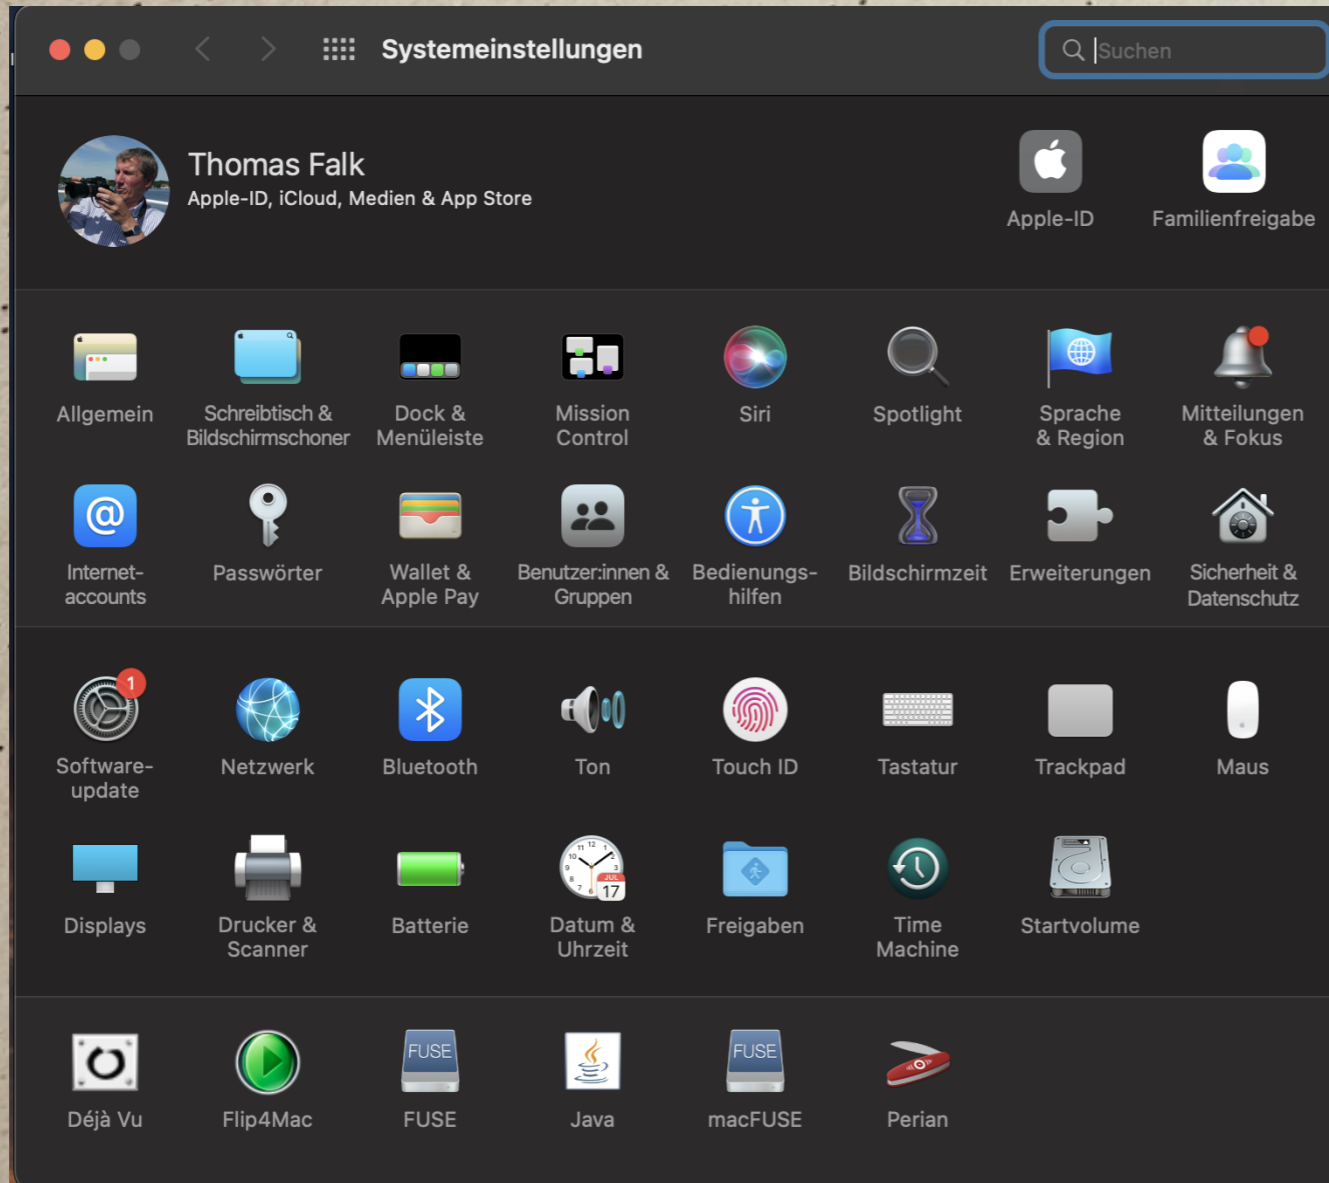 Systemeinstellungen
Suchen
Thomas Falk
Apple-ID, iCloud, Medien & App Store
Apple-ID
Familienfreigabe
Allgemein
Schreibtisch &
Bildschirmschoner
Dock &
Menüleiste
Mission
Control
Siri
Spotlight
Sprache
& Region
Mitteilungen
& Fokus
Internet-
accounts
Passwörter
Wallet &
Apple Pay
Benutzer:innen &
Gruppen
Bedienungs-
hilfen
Bildschirmzeit
Erweiterungen
Sicherheit &
Datenschutz
1
Software-
update
Netzwerk
Bluetooth
Ton
Touch ID
Tastatur
Trackpad
Maus
Displays
Drucker &
Scanner
Batterie
JUL
17
Datum &
Uhrzeit
Freigaben
Time
Machine
Startvolume
Déjà Vu
Flip4Mac
FUSE
FUSE
Java
FUSE
macFUSE
Perian